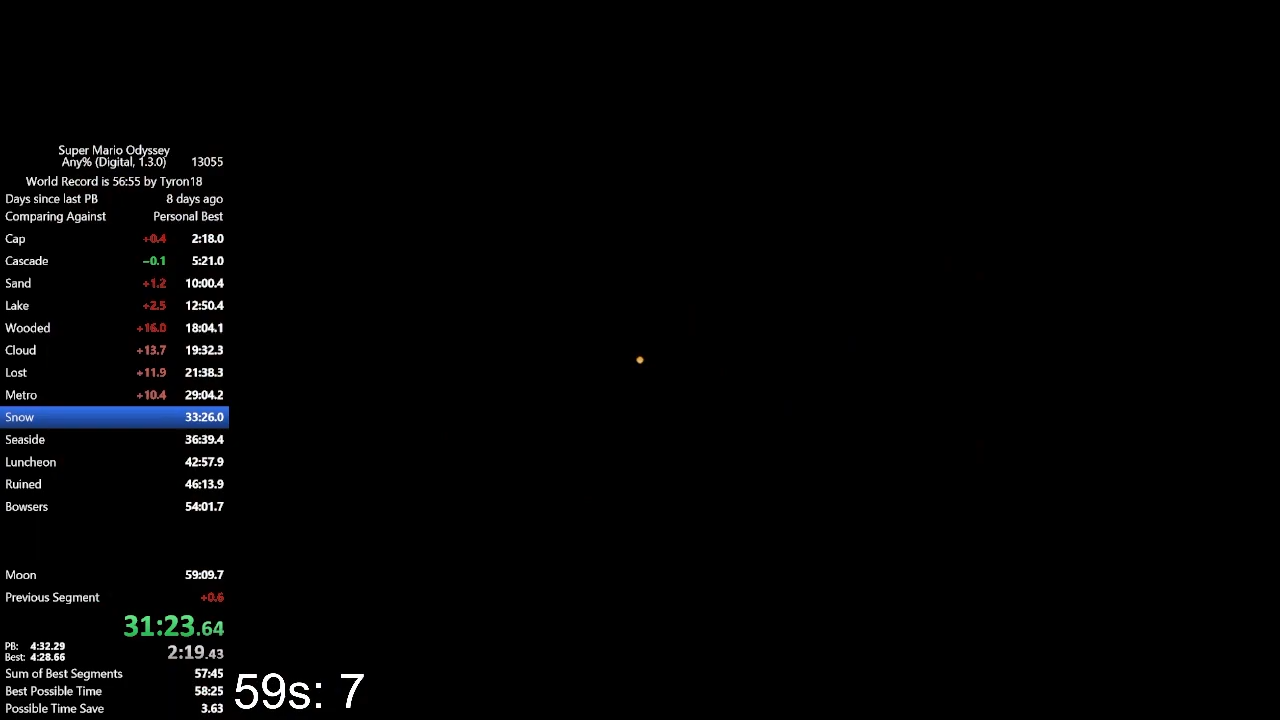 Super Mario Odyssey
Any% (Digital, 1.3.0) 13055
World Record is 56:55 by Tyron18
Days since last PB 8 days ago
Comparing Against Personal Best
Cap +0.4 2:18.0
Cascade −0.1 5:21.0
Sand +1.2 10:00.4
Lake +2.5 12:50.4
Wooded +16.0 18:04.1
Cloud +13.7 19:32.3
Lost +11.9 21:38.3
Metro +10.4 29:04.2
Snow 33:26.0
Seaside 36:39.4
Luncheon 42:57.9
Ruined 46:13.9
Bowsers 54:01.7
Moon 59:09.7
Previous Segment +0.6
31:23.64
PB: 4:32.29
Best: 4:28.66
2:19.43
Sum of Best Segments 57:45
Best Possible Time 58:25
Possible Time Save 3.63
59s: 7